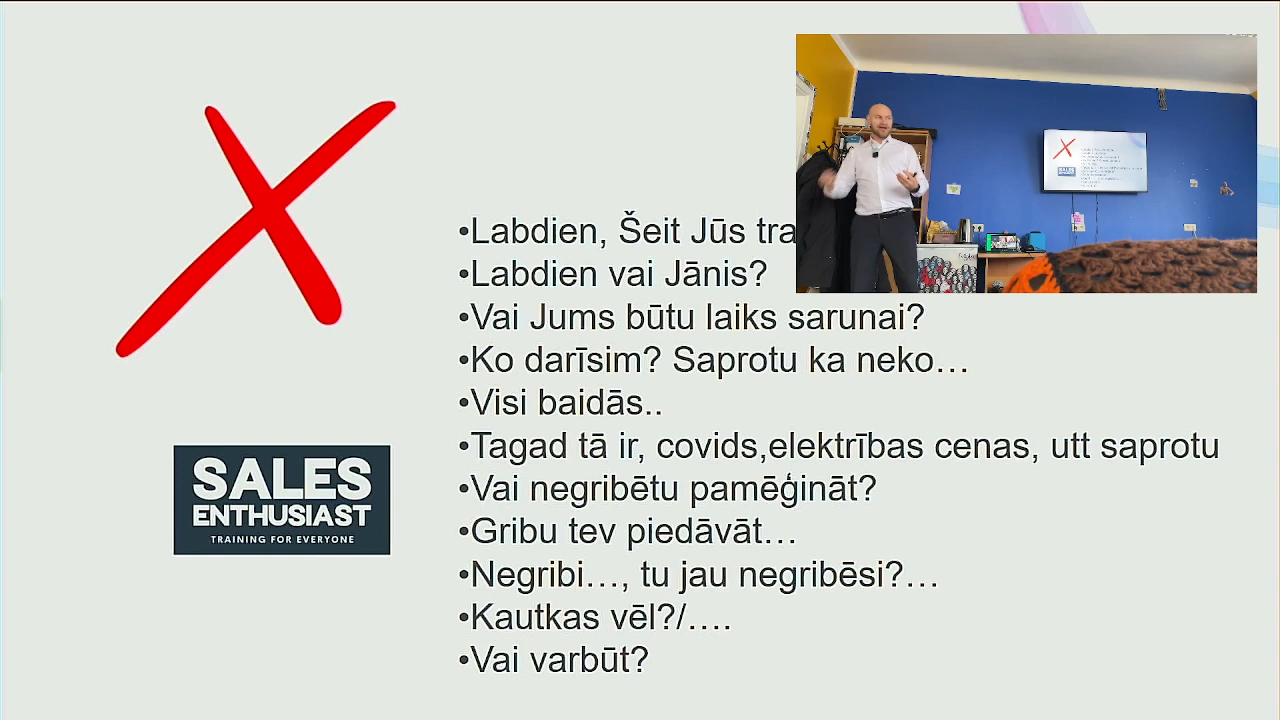 •Labdien, Šeit Jūs
•Labdien vai Jānis?
•Vai Jums būtu laiks sarunai?
•Ko darīsim? Saprotu ka neko…
•Visi baidās..
•Tagad tā ir, covids,elektrības cenas, utt saprotu
•Vai negribētu pamēģināt?
•Gribu tev piedāvāt…
•Negribi…, tu jau negribēsi?…
•Kautkas vēl?/….
•Vai varbūt?
SALES
ENTHUSIAST
TRAINING FOR EVERYONE